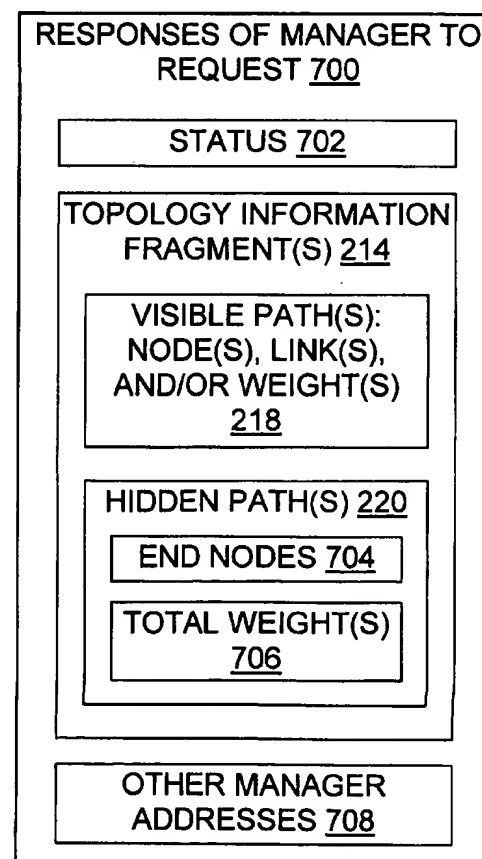 RESPONSES OF MANAGER TO
REQUEST 700
STATUS 702
TOPOLOGY INFORMATION
FRAGMENT(S) 214
VISIBLE PATH(S):
NODE(S), LINK(S),
AND/OR WEIGHT(S)
218
HIDDEN PATH(S) 220
END NODES 704
TOTAL WEIGHT(S)
706
OTHER MANAGER
ADDRESSES 708